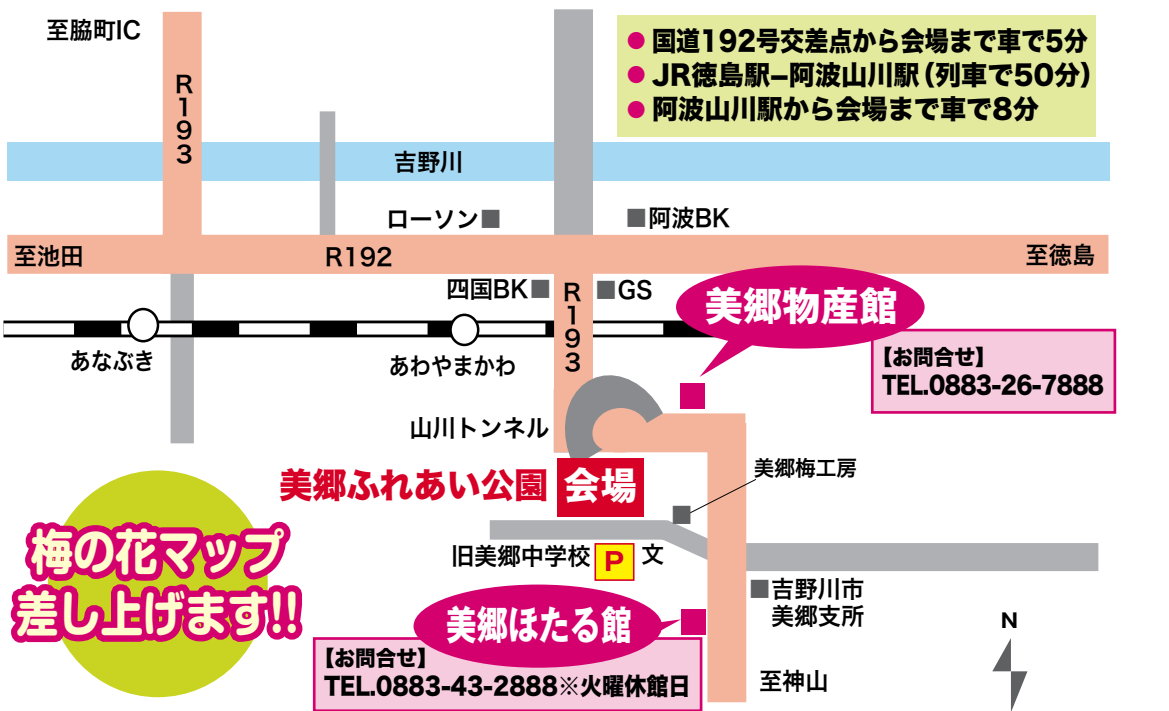 至脇町IC
R193
● 国道192号交差点から会場まで車で5分
● JR徳島駅−阿波山川駅(列車で50分)
● 阿波山川駅から会場まで車で8分
吉野川
ローソン■
■阿波BK
至池田
R192
至徳島
四国BK■
R193
■GS
美郷物産館
【お問合せ】
TEL.0883-26-7888
あなぶき
あわやまかわ
山川トンネル
美郷ふれあい公園
会場
美郷梅工房
旧美郷中学校
P
文
梅の花マップ
差し上げます!!
■吉野川市
美郷支所
美郷ほたる館
【お問合せ】
TEL.0883-43-2888※火曜休館日
至神山
N